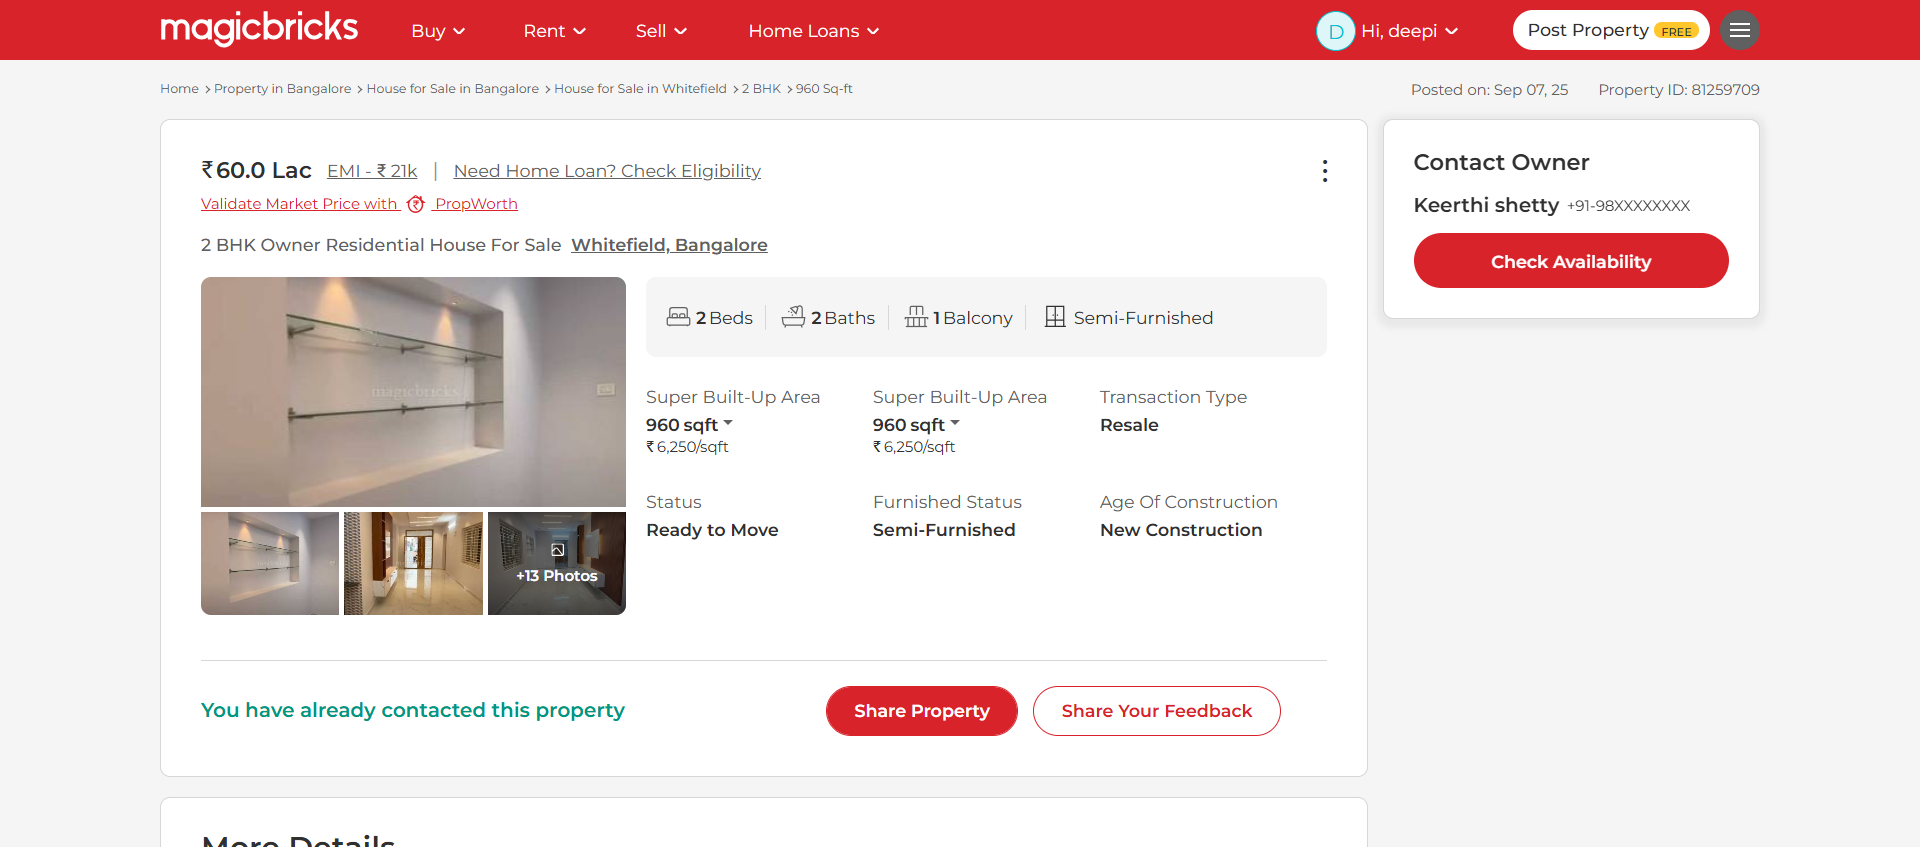 magicbricks
Buy
Rent
Sell
Home Loans
D
Hi, deepi
Post Property FREE
Home > Property in Bangalore > House for Sale in Bangalore > House for Sale in Whitefield > 2 BHK > 960 Sq-ft
Posted on: Sep 07, 25
Property ID: 81259709
₹60.0 Lac EMI - ₹ 21k | Need Home Loan? Check Eligibility
Validate Market Price with PropWorth
2 BHK Owner Residential House For Sale Whitefield, Bangalore
magicbricks
+13 Photos
2 Beds
2 Baths
1 Balcony
Semi-Furnished
Super Built-Up Area
960 sqft
₹6,250/sqft
Super Built-Up Area
960 sqft
₹6,250/sqft
Transaction Type
Resale
Status
Ready to Move
Furnished Status
Semi-Furnished
Age Of Construction
New Construction
You have already contacted this property
Share Property
Share Your Feedback
Contact Owner
Keerthi shetty +91-98XXXXXXXX
Check Availability
More Details